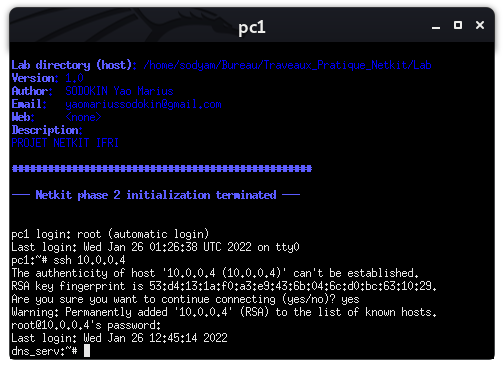 pc1
Lab directory (host): /home/sodyam/Bureau/Traveaux_Pratique_Netkit/Lab
Version: 1.0
Author: SODOKIN Yao Marius
Email: yaomariussodokin@gmail.com
Web: <none>
Description:
PROJET NETKIT IFRI
##################################################
--- Netkit phase 2 initialization terminated ---
pc1 login: root (automatic login)
Last login: Wed Jan 26 01:26:38 UTC 2022 on tty0
pc1:~# ssh 10.0.0.4
The authenticity of host '10.0.0.4 (10.0.0.4)' can't be established.
RSA key fingerprint is 53:d4:13:1a:f0:a3:e9:43:6b:04:6c:d0:bc:63:10:29.
Are you sure you want to continue connecting (yes/no)? yes
Warning: Permanently added '10.0.0.4' (RSA) to the list of known hosts.
root@10.0.0.4's password:
Last login: Wed Jan 26 12:45:14 2022
dns_serv:~#